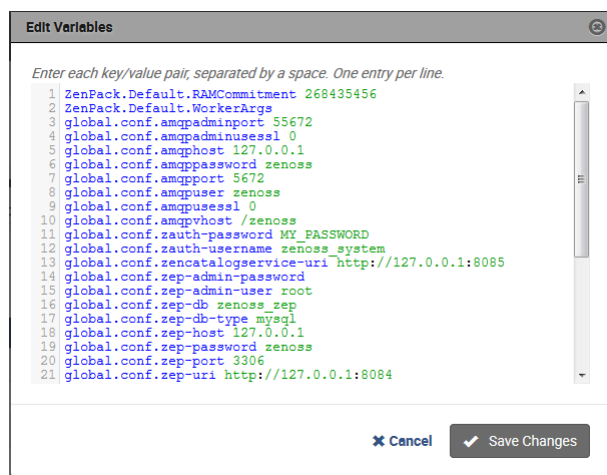 Edit Variables
Enter each key/value pair, separated by a space. One entry per line.
1 ZenPack.Default.RAMCommitment 268435456
2 ZenPack.Default.WorkerArgs
3 global.conf.amqpadminport 55672
4 global.conf.amqpadminusessl 0
5 global.conf.amqphost 127.0.0.1
6 global.conf.amqppassword zenoss
7 global.conf.amqpport 5672
8 global.conf.amqpuser zenoss
9 global.conf.amqpusessl 0
10 global.conf.amqpvhost /zenoss
11 global.conf.zauth-password MY_PASSWORD
12 global.conf.zauth-username zenoss_system
13 global.conf.zencatalogservice-uri http://127.0.0.1:8085
14 global.conf.zep-admin-password
15 global.conf.zep-admin-user root
16 global.conf.zep-db zenoss_zep
17 global.conf.zep-db-type mysql
18 global.conf.zep-host 127.0.0.1
19 global.conf.zep-password zenoss
20 global.conf.zep-port 3306
21 global.conf.zep-uri http://127.0.0.1:8084
Cancel Save Changes